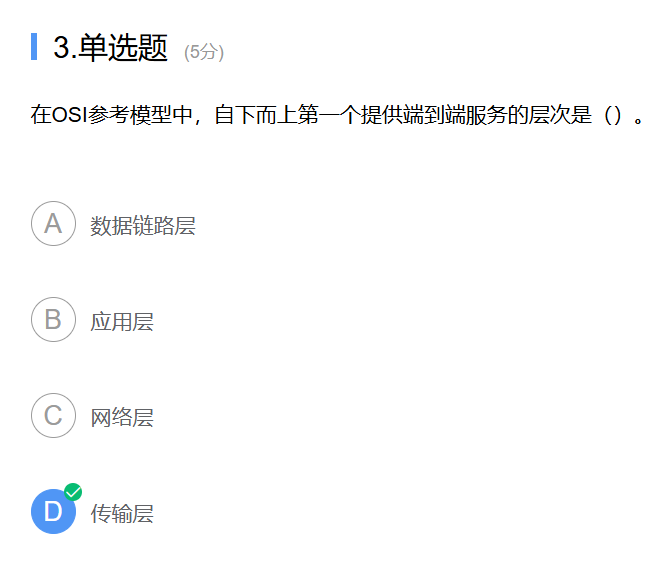 3.单选题 (5分)
在OSI参考模型中，自下而上第一个提供端到端服务的层次是（）。
A 数据链路层
B 应用层
C 网络层
D 传输层